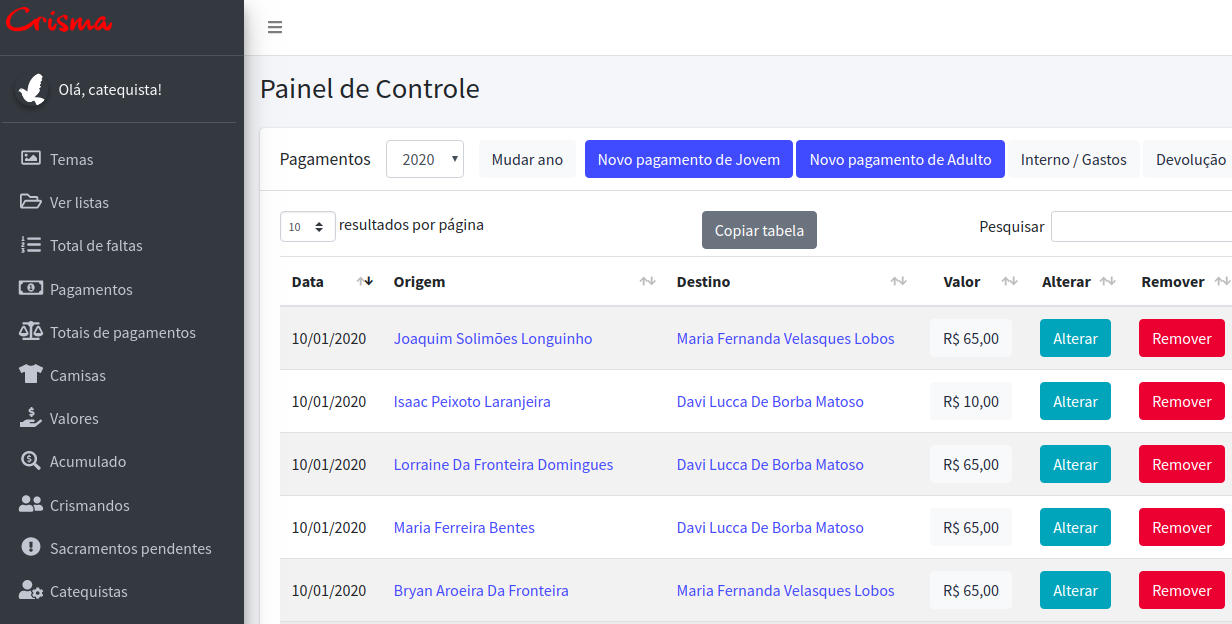 Crisma
Olá, catequista!
Temas
Ver listas
Total de faltas
Pagamentos
Totais de pagamentos
Camisas
Valores
Acumulado
Crismandos
Sacramentos pendentes
Catequistas
Painel de Controle
Pagamentos 2020 Mudar ano Novo pagamento de Jovem Novo pagamento de Adulto Interno / Gastos Devolução
10 resultados por página Copiar tabela Pesquisar
Data Origem Destino Valor Alterar Remover
10/01/2020 Joaquim Solimões Longuinho Maria Fernanda Velasques Lobos R$ 65,00 Alterar Remover
10/01/2020 Isaac Peixoto Laranjeira Davi Lucca De Borba Matoso R$ 10,00 Alterar Remover
10/01/2020 Lorraine Da Fronteira Domingues Davi Lucca De Borba Matoso R$ 65,00 Alterar Remover
10/01/2020 Maria Ferreira Bentes Davi Lucca De Borba Matoso R$ 65,00 Alterar Remover
10/01/2020 Bryan Aroeira Da Fronteira Maria Fernanda Velasques Lobos R$ 65,00 Alterar Remover